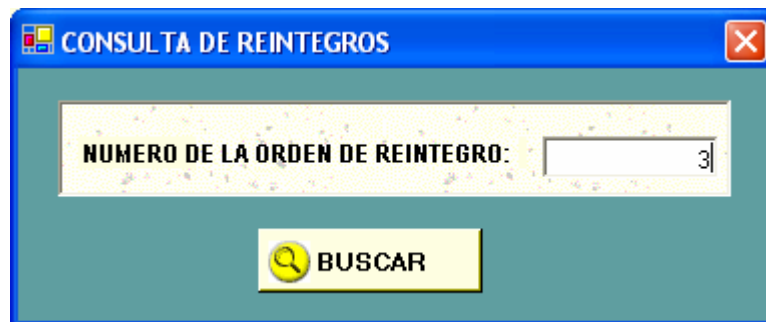 CONSULTA DE REINTEGROS
NUMERO DE LA ORDEN DE REINTEGRO: 3
BUSCAR